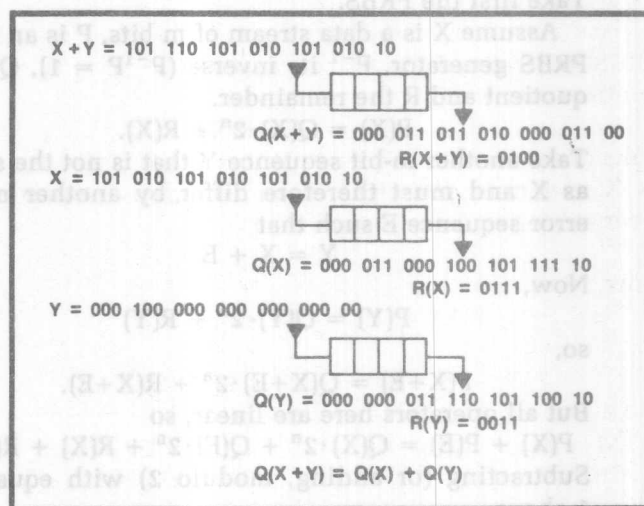 X + Y = 101 110 101 010 101 010 10
Q(X + Y) = 000 011 011 010 000 011 00
R(X + Y) = 0100
X = 101 010 101 010 101 010 10
Q(X) = 000 011 000 100 101 111 10
R(X) = 0111
Y = 000 100 000 000 000 000 00
Q(Y) = 000 000 011 110 101 100 10
R(Y) = 0011
Q(X + Y) = Q(X) + Q(Y)